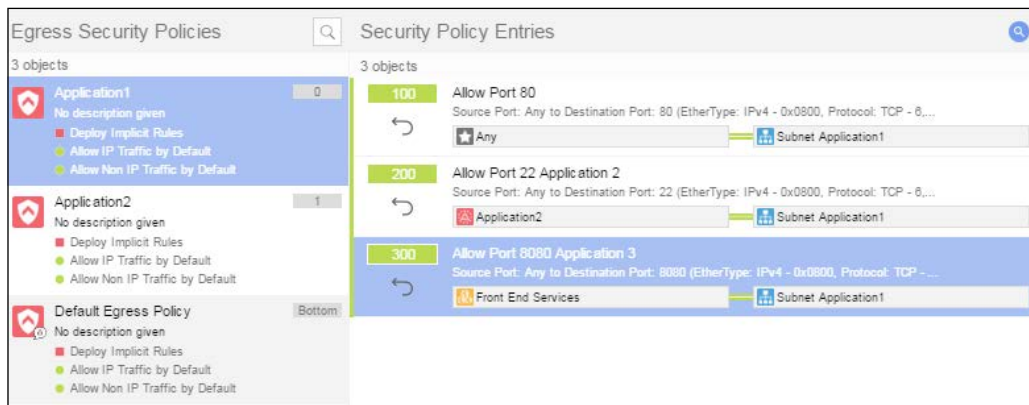 Egress Security Policies
3 objects
Application1 0
No description given
Deploy Implicit Rules
Allow IP Traffic by Default
Allow Non IP Traffic by Default
Application2 1
No description given
Deploy Implicit Rules
Allow IP Traffic by Default
Allow Non IP Traffic by Default
Default Egress Policy Bottom
No description given
Deploy Implicit Rules
Allow IP Traffic by Default
Allow Non IP Traffic by Default
Security Policy Entries
3 objects
100 Allow Port 80
Source Port: Any to Destination Port: 80 (EtherType: IPv4 - 0x0800, Protocol: TCP - 6,...
Any Subnet Application1
200 Allow Port 22 Application 2
Source Port: Any to Destination Port: 22 (EtherType: IPv4 - 0x0800, Protocol: TCP - 6,...
Application2 Subnet Application1
300 Allow Port 8080 Application 3
Source Port: Any to Destination Port: 8080 (EtherType: IPv4 - 0x0800, Protocol: TCP - ...
Front End Services Subnet Application1